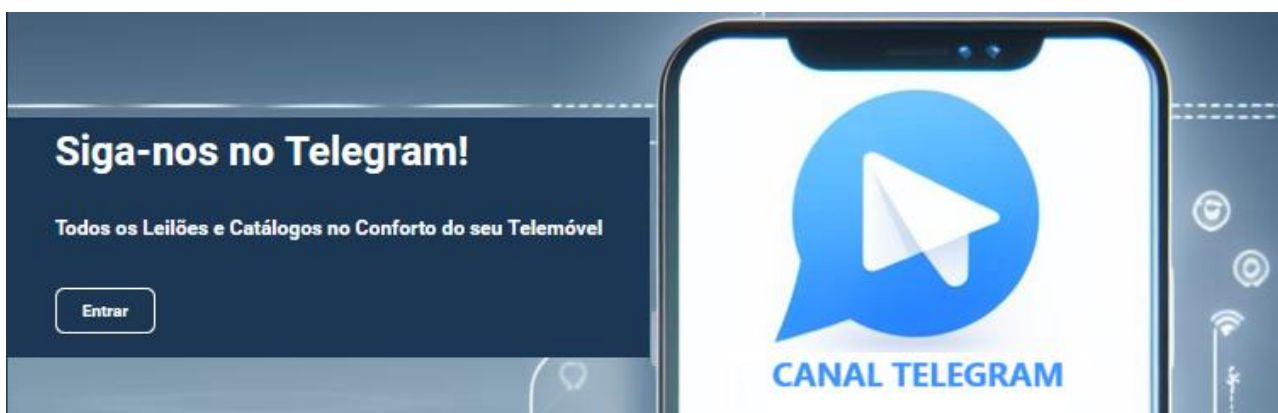 Siga-nos no Telegram!
Todos os Leilões e Catálogos no Conforto do seu Telemóvel
Entrar
CANAL TELEGRAM